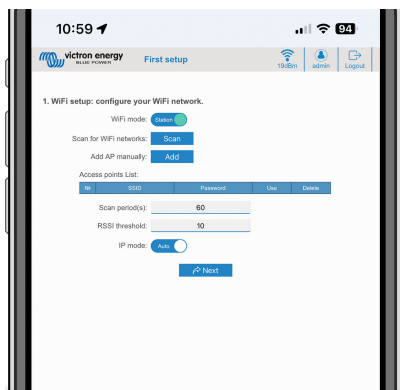 10:59
94
victron energy
BLUE POWER
First setup
19dBm
admin
Logout
1. WiFi setup: configure your WiFi network.
WiFi mode: Station
Scan for WiFi networks: Scan
Add AP manually: Add
Access points List:
№ SSID Password Use Delete
Scan period(s): 60
RSSI threshold: 10
IP mode: Auto
Next